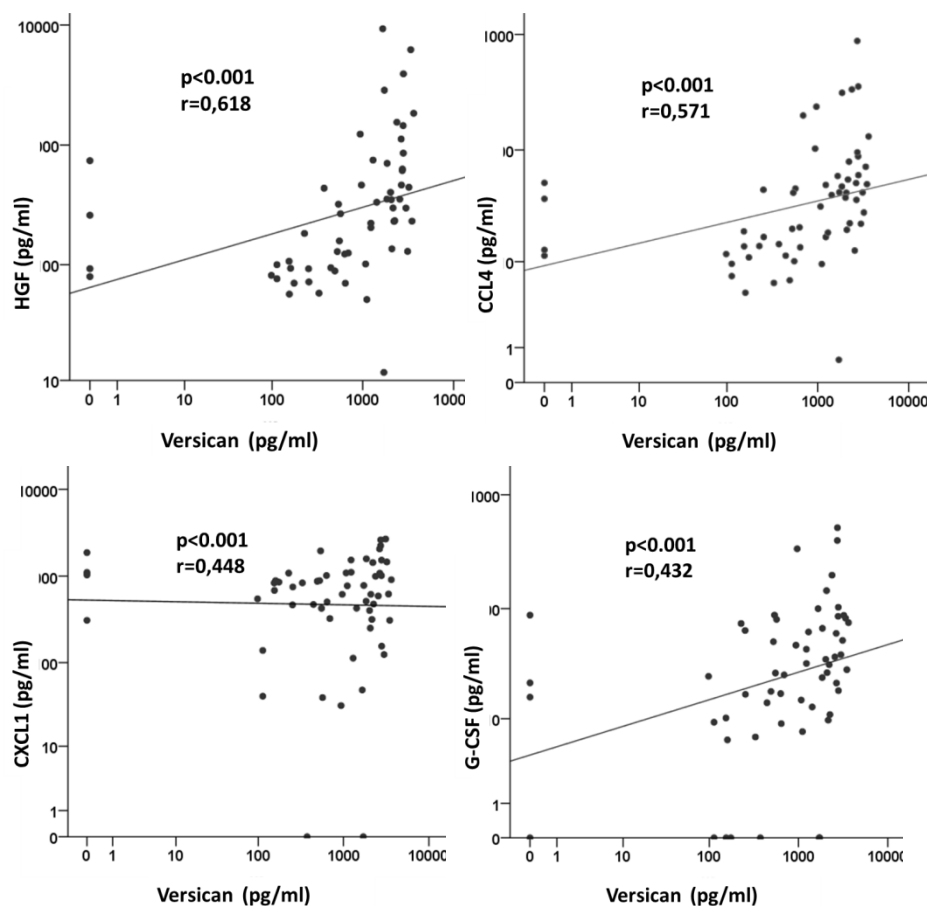 10000
p<0.001
r=0,618
000
100
10
HGF (pg/ml)
0 1 10 100 1000 10000
Versican (pg/ml)
1000
p<0.001
r=0,571
00
0
1
0
CCL4 (pg/ml)
0 1 10 100 1000 10000
Versican (pg/ml)
10000
p<0.001
r=0,448
000
100
10
1
0
CXCL1 (pg/ml)
0 1 10 100 1000 10000
Versican (pg/ml)
1000
p<0.001
r=0,432
00
0
1
0
G-CSF (pg/ml)
0 1 10 100 1000 10000
Versican (pg/ml)